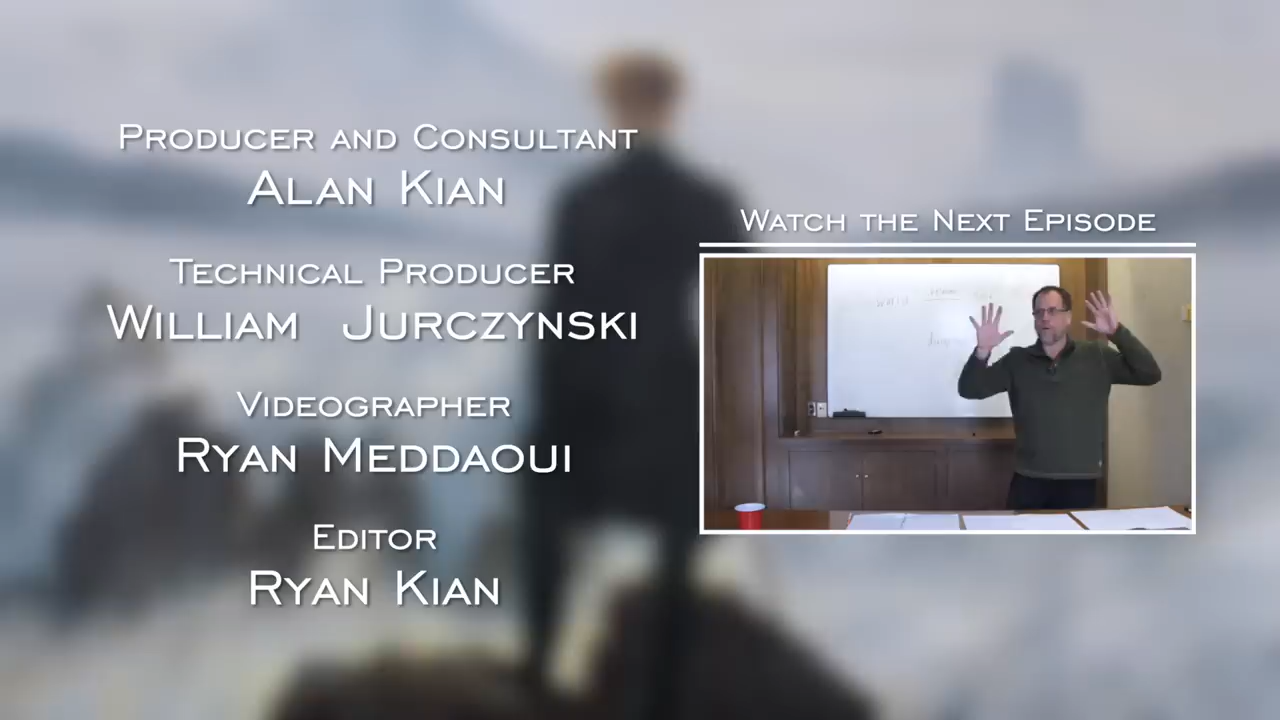 Producer and Consultant
Alan Kian
Technical Producer
William Jurczynski
Videographer
Ryan Meddaoui
Editor
Ryan Kian
Watch the Next Episode